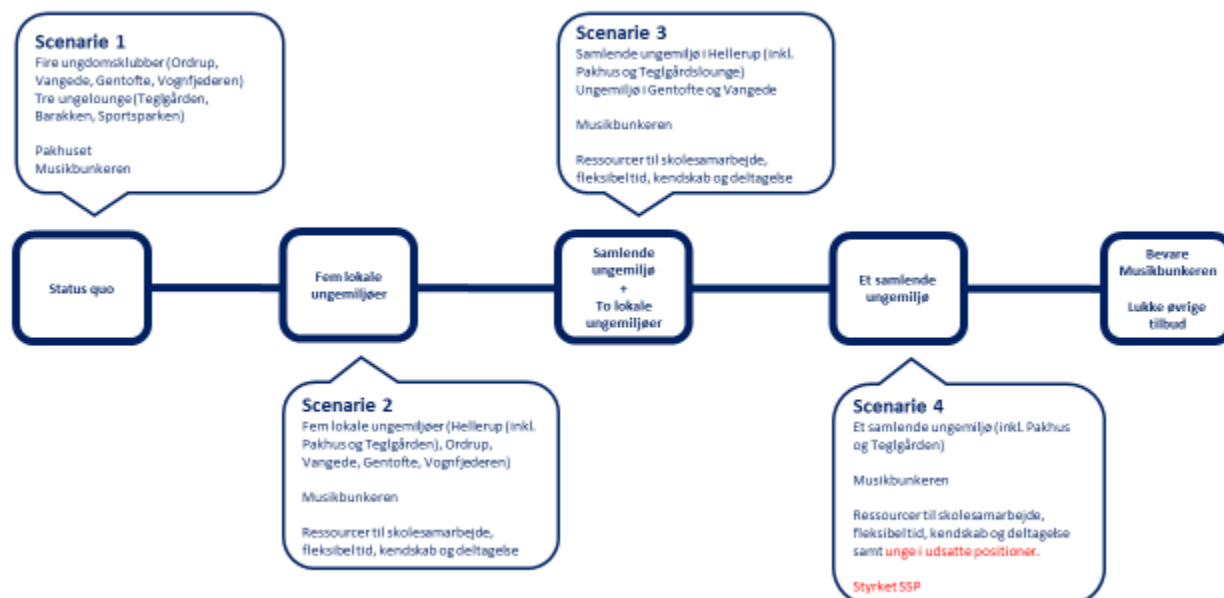 Scenarie 1
Fire ungdomsklubber (Ordrup,
Vangede, Gentofte, Vognfjederen)
Tre ungelounge (Teglgården,
Barakken, Sportsparken)
Pakhuset
Musikbunkeren
Scenarie 3
Samlende ungemiljø i Hellerup (inkl.
Pakhus og Teglgårdslounge)
Ungemiljø i Gentofte og Vangede
Musikbunkeren
Ressourcer til skolesamarbejde,
fleksibel tid, kendskab og deltagelse
Status quo
Fem lokale
ungemiljøer
Samlende
ungemiljø
+
To lokale
ungemiljøer
Et samlende
ungemiljø
Bevare
Musikbunkeren
Lukke øvrige
tilbud
Scenarie 2
Fem lokale ungemiljøer (Hellerup (inkl.
Pakhus og Teglgården), Ordrup,
Vangede, Gentofte, Vognfjederen)
Musikbunkeren
Ressourcer til skolesamarbejde,
fleksibel tid, kendskab og deltagelse
Scenarie 4
Et samlende ungemiljø (inkl. Pakhus
og Teglgården)
Musikbunkeren
Ressourcer til skolesamarbejde,
fleksibel tid, kendskab og deltagelse
samt unge i udsatte positioner.
Styrket SSP